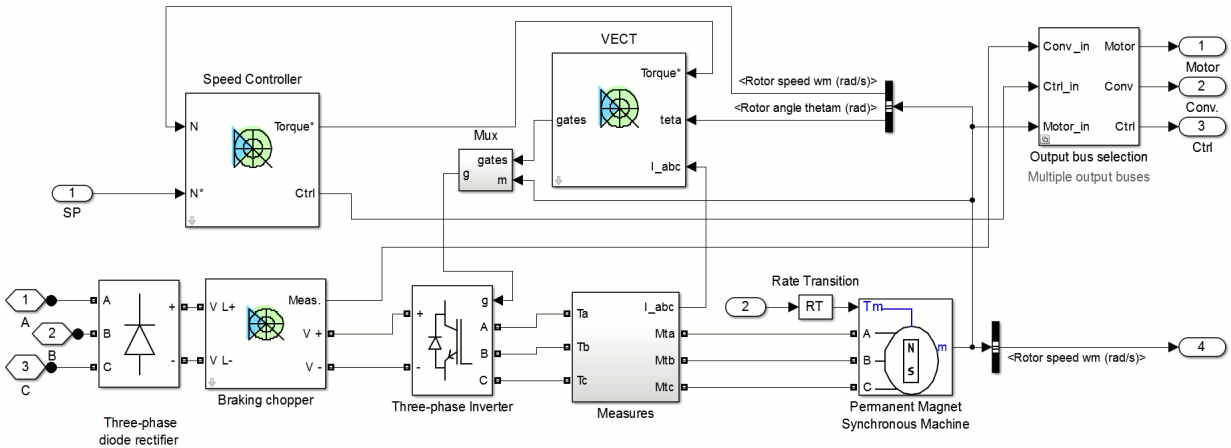 VECT
Speed Controller
Torque*
<Rotor speed wm (rad/s)>
Conv_in
Motor
1
Motor
<Rotor angle thetam (rad)>
Ctrl_in
Conv
2
Conv.
N
Torque*
gates
teta
Motor_in
Ctrl
3
Ctrl
Mux
gates
g
m
I_abc
Output bus selection
Multiple output buses
1
SP
N*
Ctrl
Rate Transition
1
A
A
+
V L+
Meas.
g
I_abc
2
RT
Tm
V +
+
A
Ta
Mta
A
2
B
B
B
Tb
Mtb
B
N
S
m
<Rotor speed wm (rad/s)>
4
3
C
C
-
V L-
V -
-
C
Tc
Mtc
C
Braking chopper
Three-phase Inverter
Measures
Permanent Magnet
Synchronous Machine
Three-phase
diode rectifier